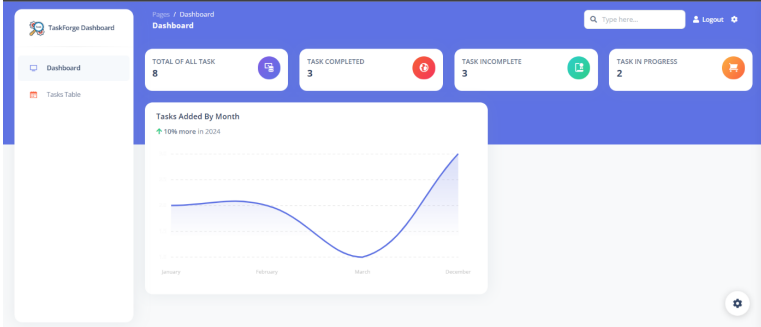 TaskForge Dashboard
Dashboard
Tasks Table
Pages / Dashboard
Dashboard
Type here...
Logout
TOTAL OF ALL TASK
8
TASK COMPLETED
3
TASK INCOMPLETE
3
TASK IN PROGRESS
2
Tasks Added By Month
10% more in 2024
January
February
March
December